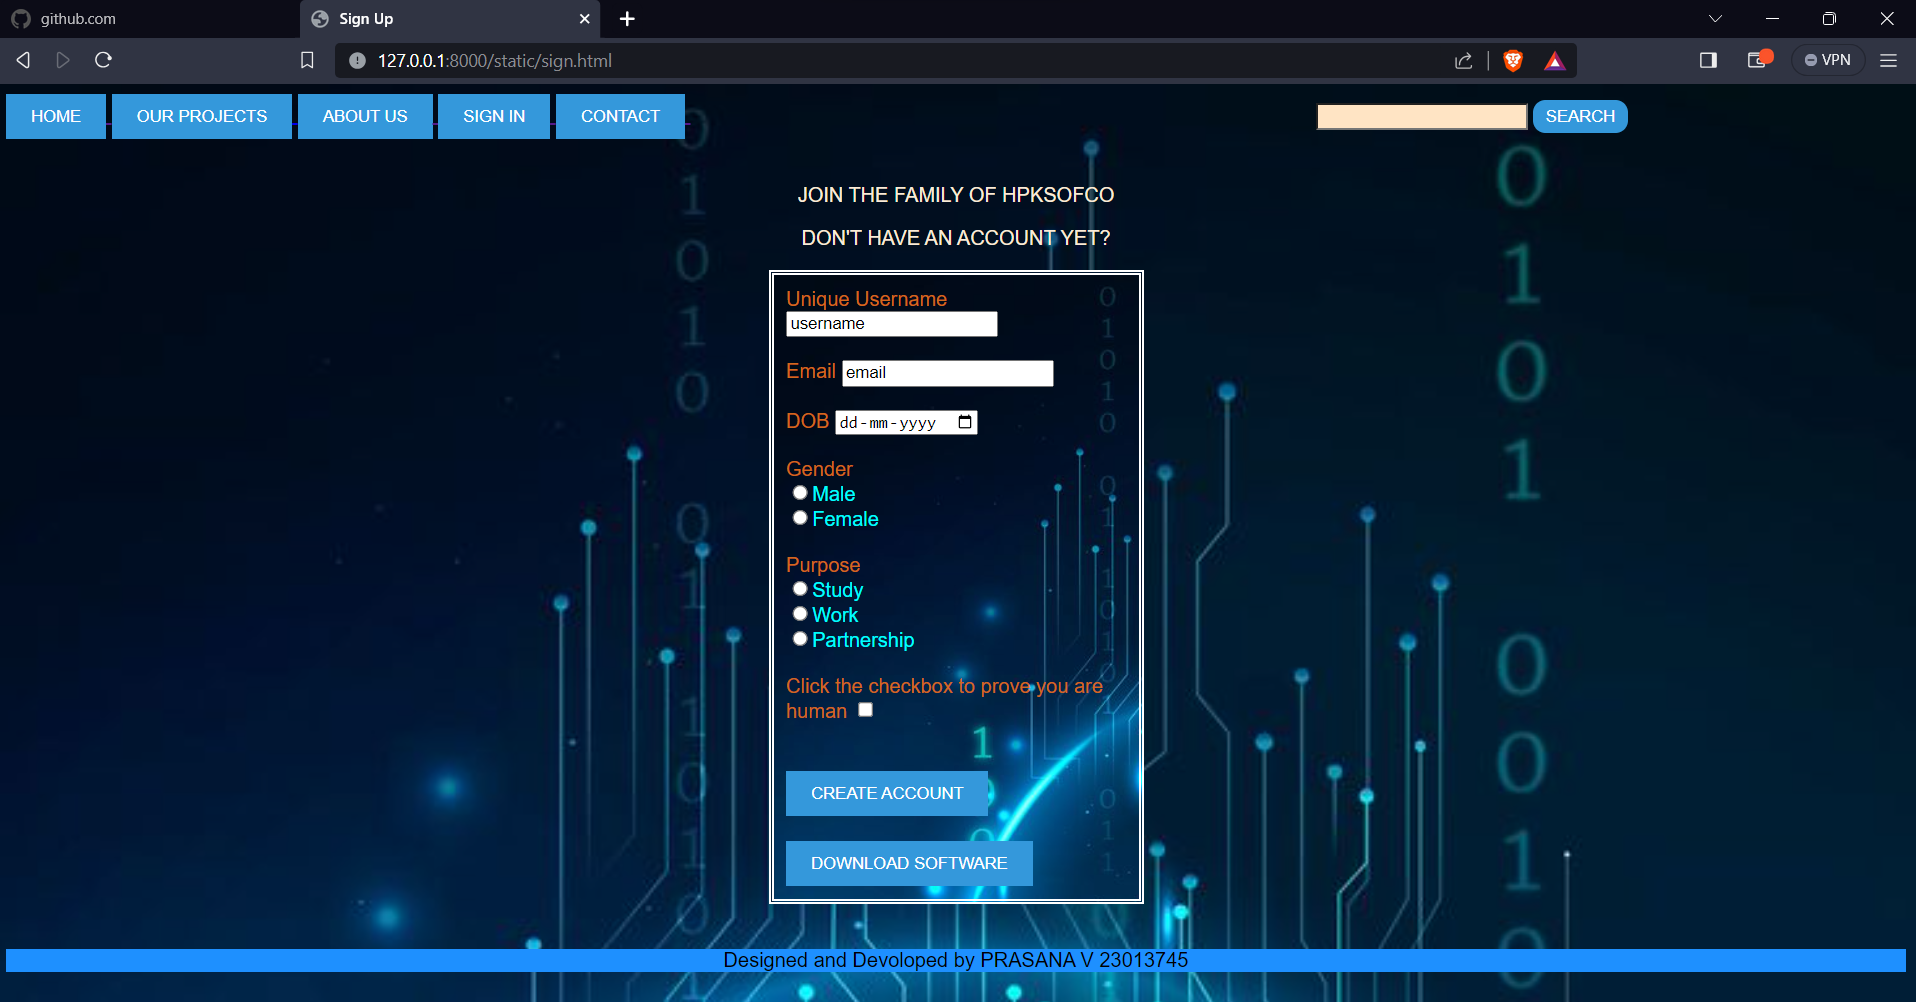 github.com
Sign Up
127.0.0.1:8000/static/sign.html
VPN
HOME
OUR PROJECTS
ABOUT US
SIGN IN
CONTACT
SEARCH
JOIN THE FAMILY OF HPKSOFCO
DON'T HAVE AN ACCOUNT YET?
Unique Username
username
Email email
DOB dd-mm-yyyy
Gender
Male
Female
Purpose
Study
Work
Partnership
Click the checkbox to prove you are
human
CREATE ACCOUNT
DOWNLOAD SOFTWARE
Designed and Devoloped by PRASANA V 23013745